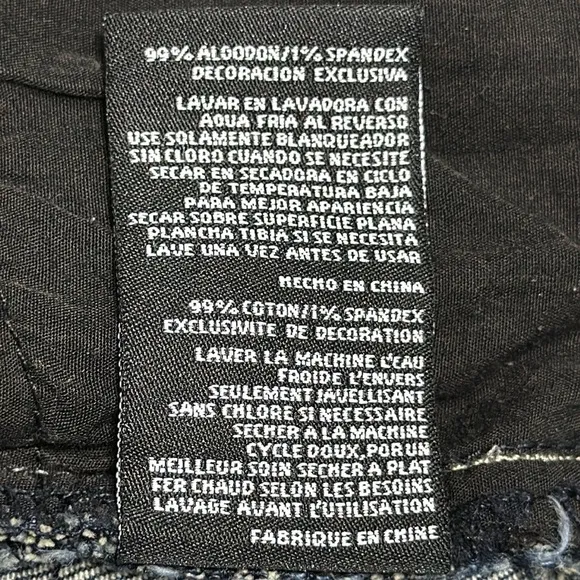 99% ALGODON/1% SPANDEX
DECORACION EXCLUSIVA
LAVAR EN LAVADORA CON
AGUA FRIA AL REVERSO
USE SOLAMENTE BLANQUEADOR
SIN CLORO CUANDO SE NECESITE
SECAR EN SECADORA EN CICLO
DE TEMPERATURA BAJA
PARA MEJOR APARIENCIA
SECAR SOBRE SUPERFICIE PLANA
PLANCHA TIBIA SI SE NECESITA
LAVE UNA VEZ ANTES DE USAR
HECHO EN CHINA
99% COTON/1% SPANDEX
EXCLUSIVITE DE DECORATION
LAVER LA MACHINE L'EAU
FROIDE L'ENVERS
SEULEMENT JAVELLISANT
SANS CHLORE SI NECESSAIRE
SECHER A LA MACHINE
CYCLE DOUX, POR UN
MEILLEUR SOIN SECHER A PLAT
FER CHAUD SELON LES BESOINS
LAVAGE AVANT L'UTILISATION
FABRIQUE EN CHINE